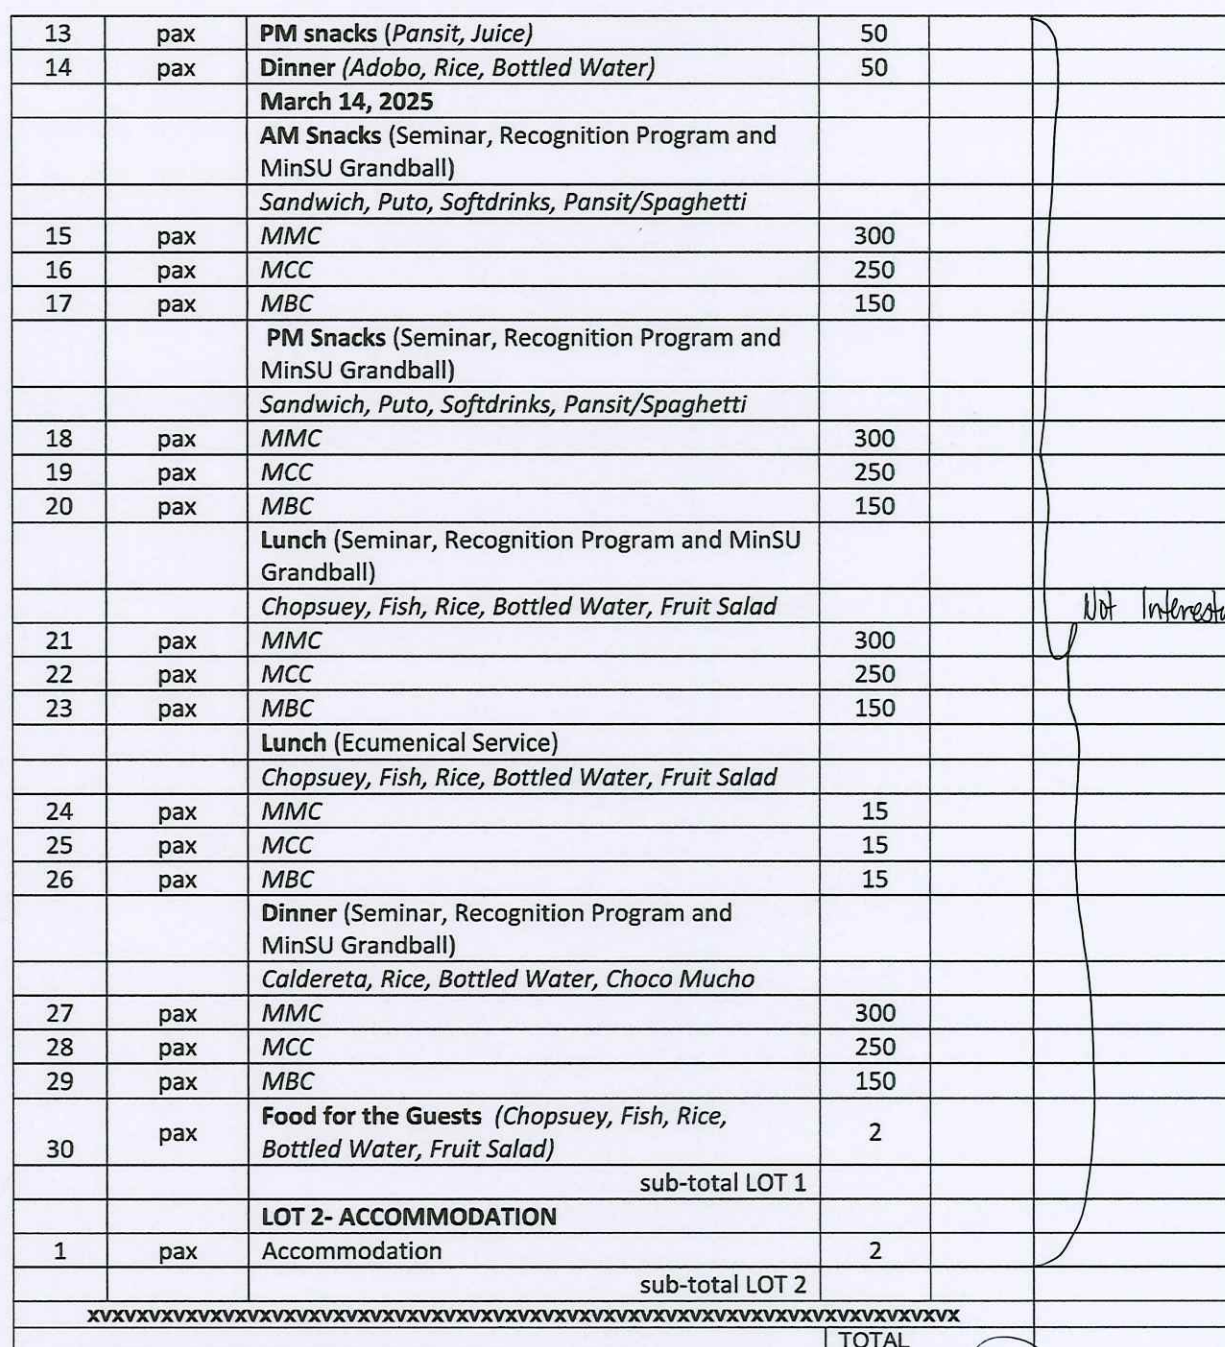 13 pax PM snacks (Pansit, Juice) 50
14 pax Dinner (Adobo, Rice, Bottled Water) 50
March 14, 2025
AM Snacks (Seminar, Recognition Program and
MinSU Grandball)
Sandwich, Puto, Softdrinks, Pansit/Spaghetti
15 pax MMC 300
16 pax MCC 250
17 pax MBC 150
PM Snacks (Seminar, Recognition Program and
MinSU Grandball)
Sandwich, Puto, Softdrinks, Pansit/Spaghetti
18 pax MMC 300
19 pax MCC 250
20 pax MBC 150
Lunch (Seminar, Recognition Program and MinSU
Grandball)
Chopsuey, Fish, Rice, Bottled Water, Fruit Salad
Not
21 pax MMC 300
22 pax MCC 250
23 pax MBC 150
Lunch (Ecumenical Service)
Chopsuey, Fish, Rice, Bottled Water, Fruit Salad
24 pax MMC 15
25 pax MCC 15
26 pax MBC 15
Dinner (Seminar, Recognition Program and
MinSU Grandball)
Caldereta, Rice, Bottled Water, Choco Mucho
27 pax MMC 300
28 pax MCC 250
29 pax MBC 150
Food for the Guests (Chopsuey, Fish, Rice,
30 pax Bottled Water, Fruit Salad) 2
sub-total LOT 1
LOT 2- ACCOMMODATION
1 pax Accommodation 2
sub-total LOT 2
TOTAL